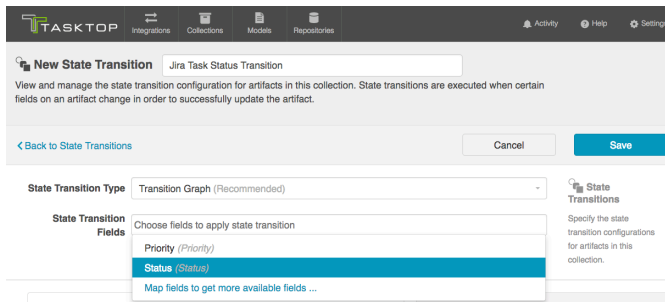 TASKTOP
Integrations Collections Models Repositories Activity Help Settings
New State Transition Jira Task Status Transition
View and manage the state transition configuration for artifacts in this collection. State transitions are executed when certain
fields on an artifact change in order to successfully update the artifact.
Back to State Transitions Cancel Save
State Transition Type Transition Graph (Recommended)
State Transitions
State Transition Fields
Choose fields to apply state transition
Priority (Priority)
Status (Status)
Map fields to get more available fields ...
Specify the state
transition configurations
for artifacts in this
collection.